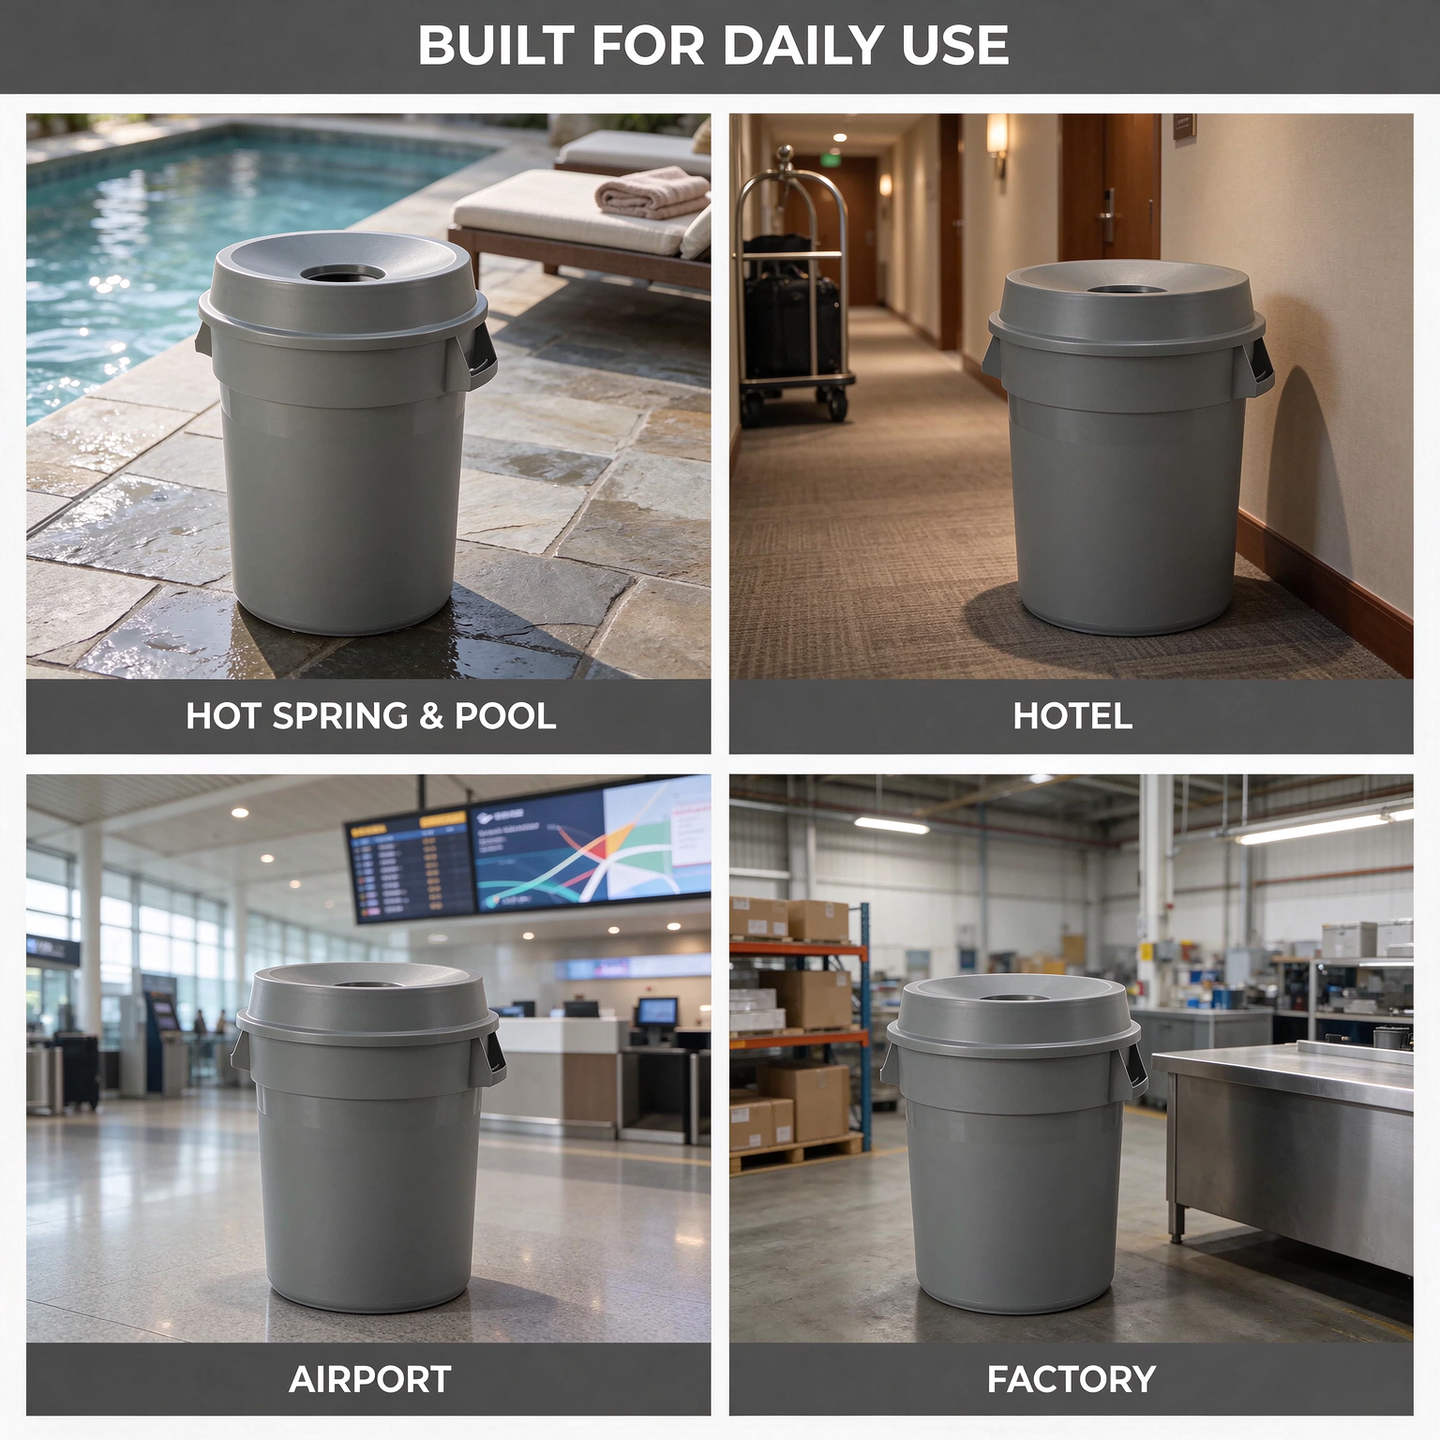 BUILT FOR DAILY USE
HOT SPRING & POOL
HOTEL
AIRPORT
FACTORY